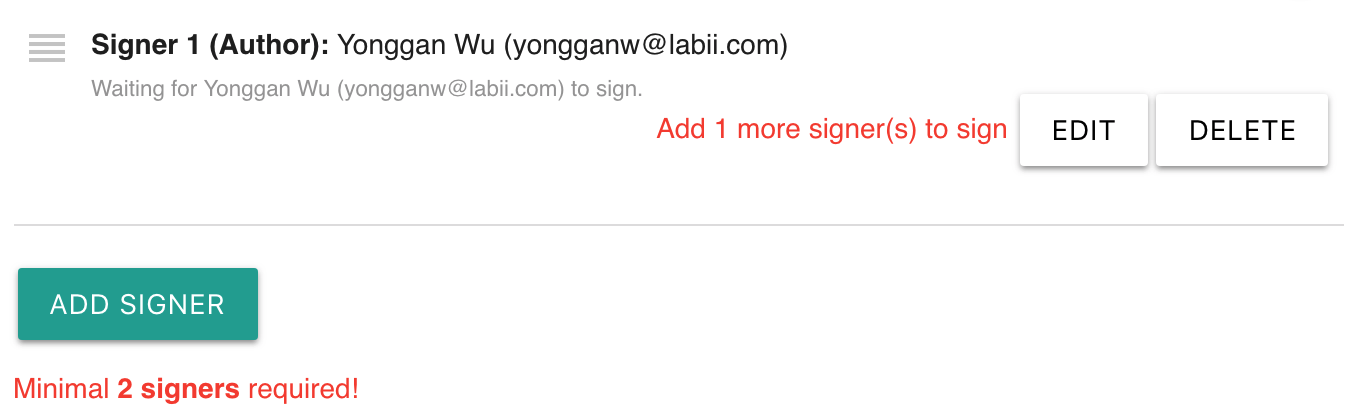 Signer 1 (Author): Yonggan Wu (yongganw@labii.com)
Waiting for Yonggan Wu (yongganw@labii.com) to sign.
Add 1 more signer(s) to sign
EDIT
DELETE
ADD SIGNER
Minimal 2 signers required!